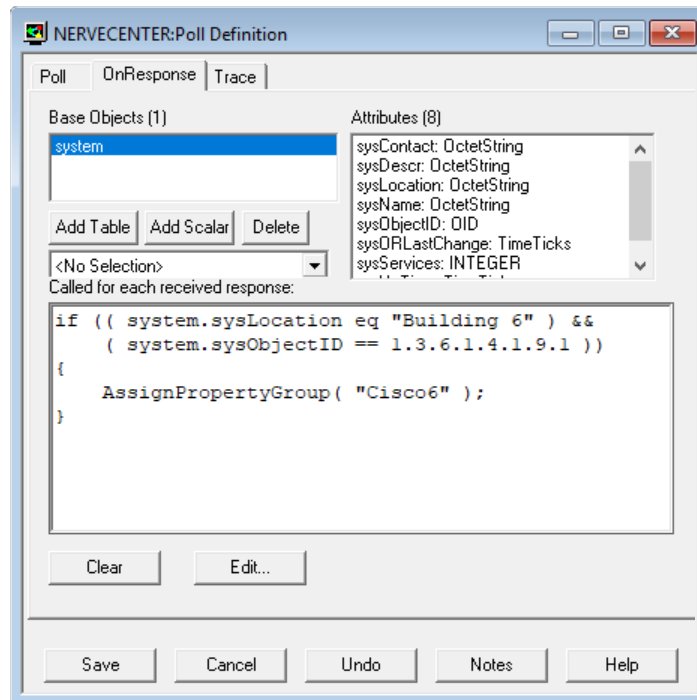 NERVECENTER:Poll Definition
Poll OnResponse Trace
Base Objects (1) Attributes (8)
system
sysContact: OctetString
sysDescr: OctetString
sysLocation: OctetString
sysName: OctetString
sysObjectID: OID
sysORLastChange: TimeTicks
sysServices: INTEGER
Add Table Add Scalar Delete
<No Selection>
Called for each received response:
if (( system.sysLocation eq "Building 6" ) &&
( system.sysObjectID == 1.3.6.1.4.1.9.1 ))
{
AssignPropertyGroup( "Cisco6" );
}
Clear Edit...
Save Cancel Undo Notes Help